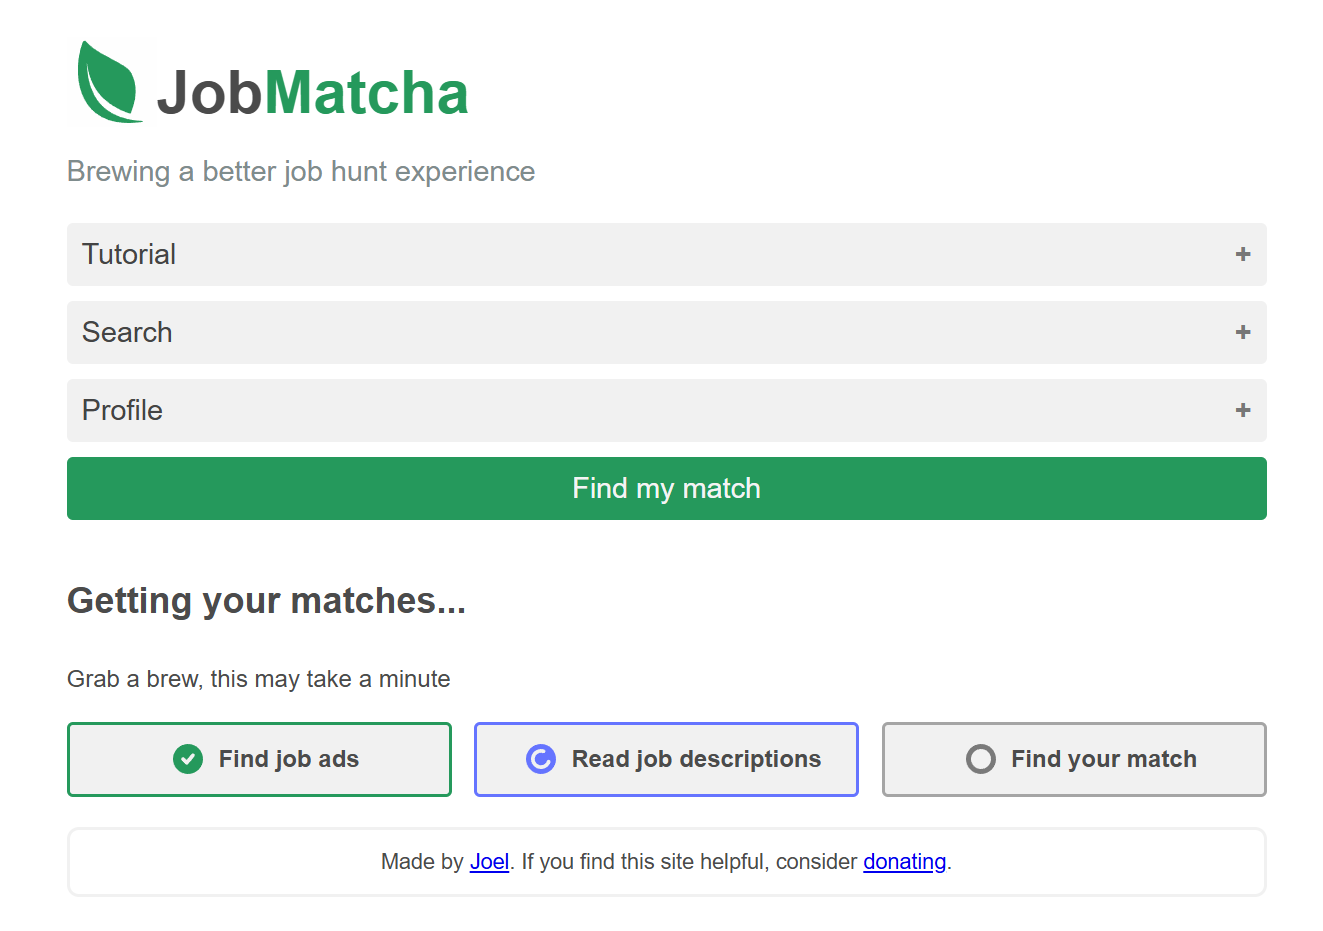 JobMatcha
Brewing a better job hunt experience
Tutorial +
Search +
Profile +
Find my match
Getting your matches...
Grab a brew, this may take a minute
Find job ads
Read job descriptions
Find your match
Made by Joel. If you find this site helpful, consider donating.